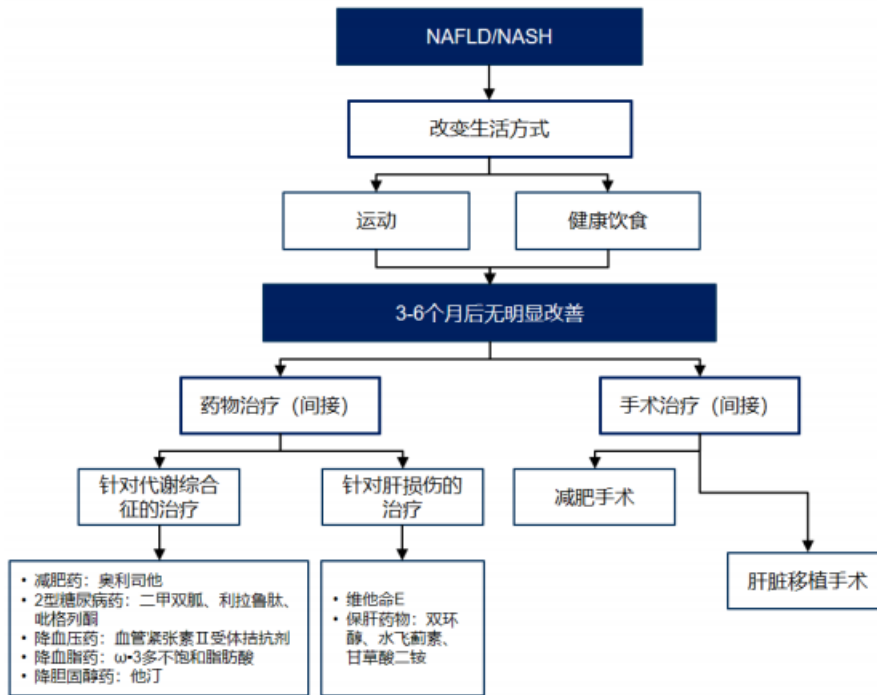 NAFLD/NASH
改变生活方式
运动
健康饮食
3-6个月后无明显改善
药物治疗（间接）
手术治疗（间接）
针对代谢综合
征的治疗
针对肝损伤的
治疗
减肥手术
肝脏移植手术
• 减肥药：奥利司他
• 2型糖尿病药：二甲双胍、利拉鲁肽、
吡格列酮
• 降血压药：血管紧张素Ⅱ受体拮抗剂
• 降血脂药：ω-3多不饱和脂肪酸
• 降胆固醇药：他汀
• 维他命E
• 保肝药物：双环
醇、水飞蓟素、
甘草酸二铵